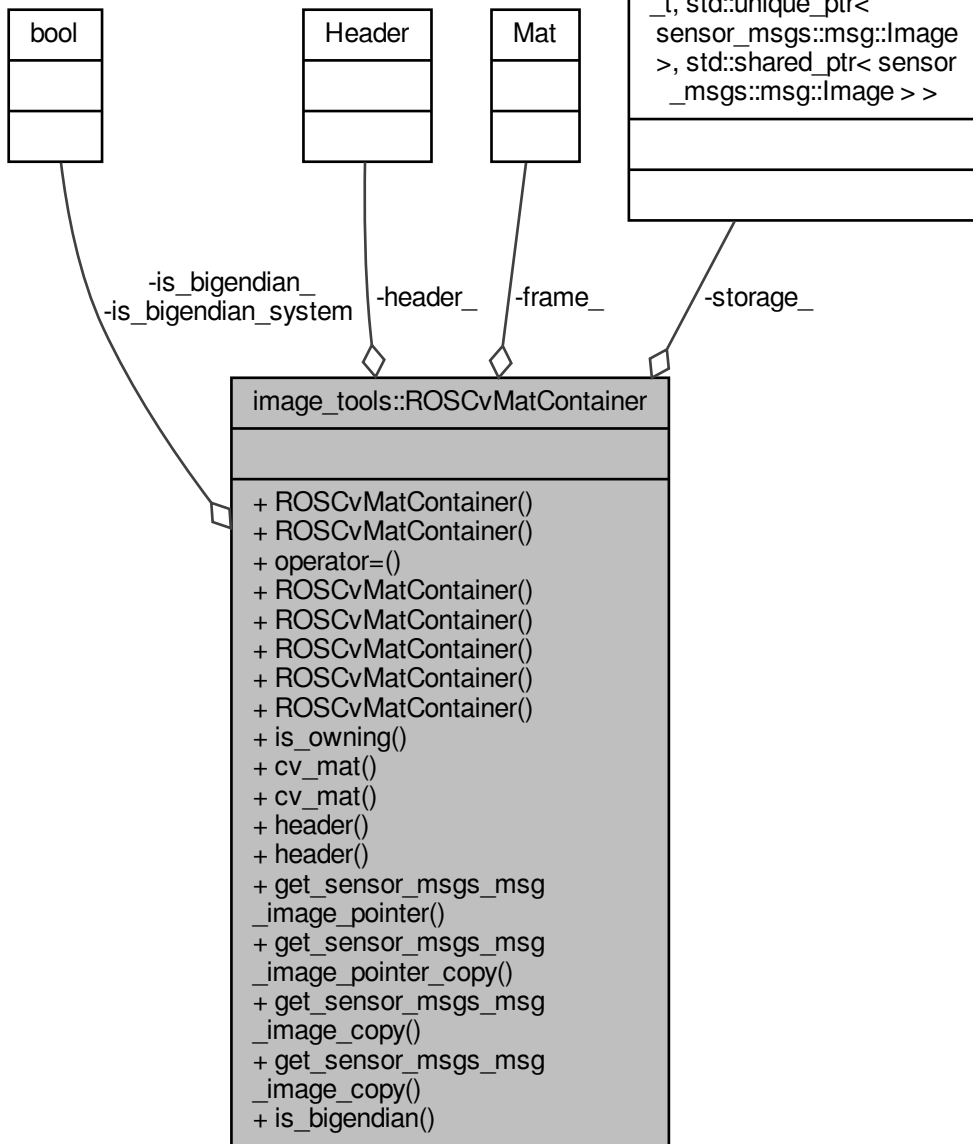 bool
Header
Mat
_t, std::unique_ptr<
sensor_msgs::msg::Image
>, std::shared_ptr< sensor
_msgs::msg::Image > >
-is_bigendian_
-is_bigendian_system
-header_
-frame_
-storage_
image_tools::ROSCvMatContainer
+ ROSCvMatContainer()
+ ROSCvMatContainer()
+ operator=()
+ ROSCvMatContainer()
+ ROSCvMatContainer()
+ ROSCvMatContainer()
+ ROSCvMatContainer()
+ ROSCvMatContainer()
+ is_owning()
+ cv_mat()
+ cv_mat()
+ header()
+ header()
+ get_sensor_msgs_msg
_image_pointer()
+ get_sensor_msgs_msg
_image_pointer_copy()
+ get_sensor_msgs_msg
_image_copy()
+ get_sensor_msgs_msg
_image_copy()
+ is_bigendian()